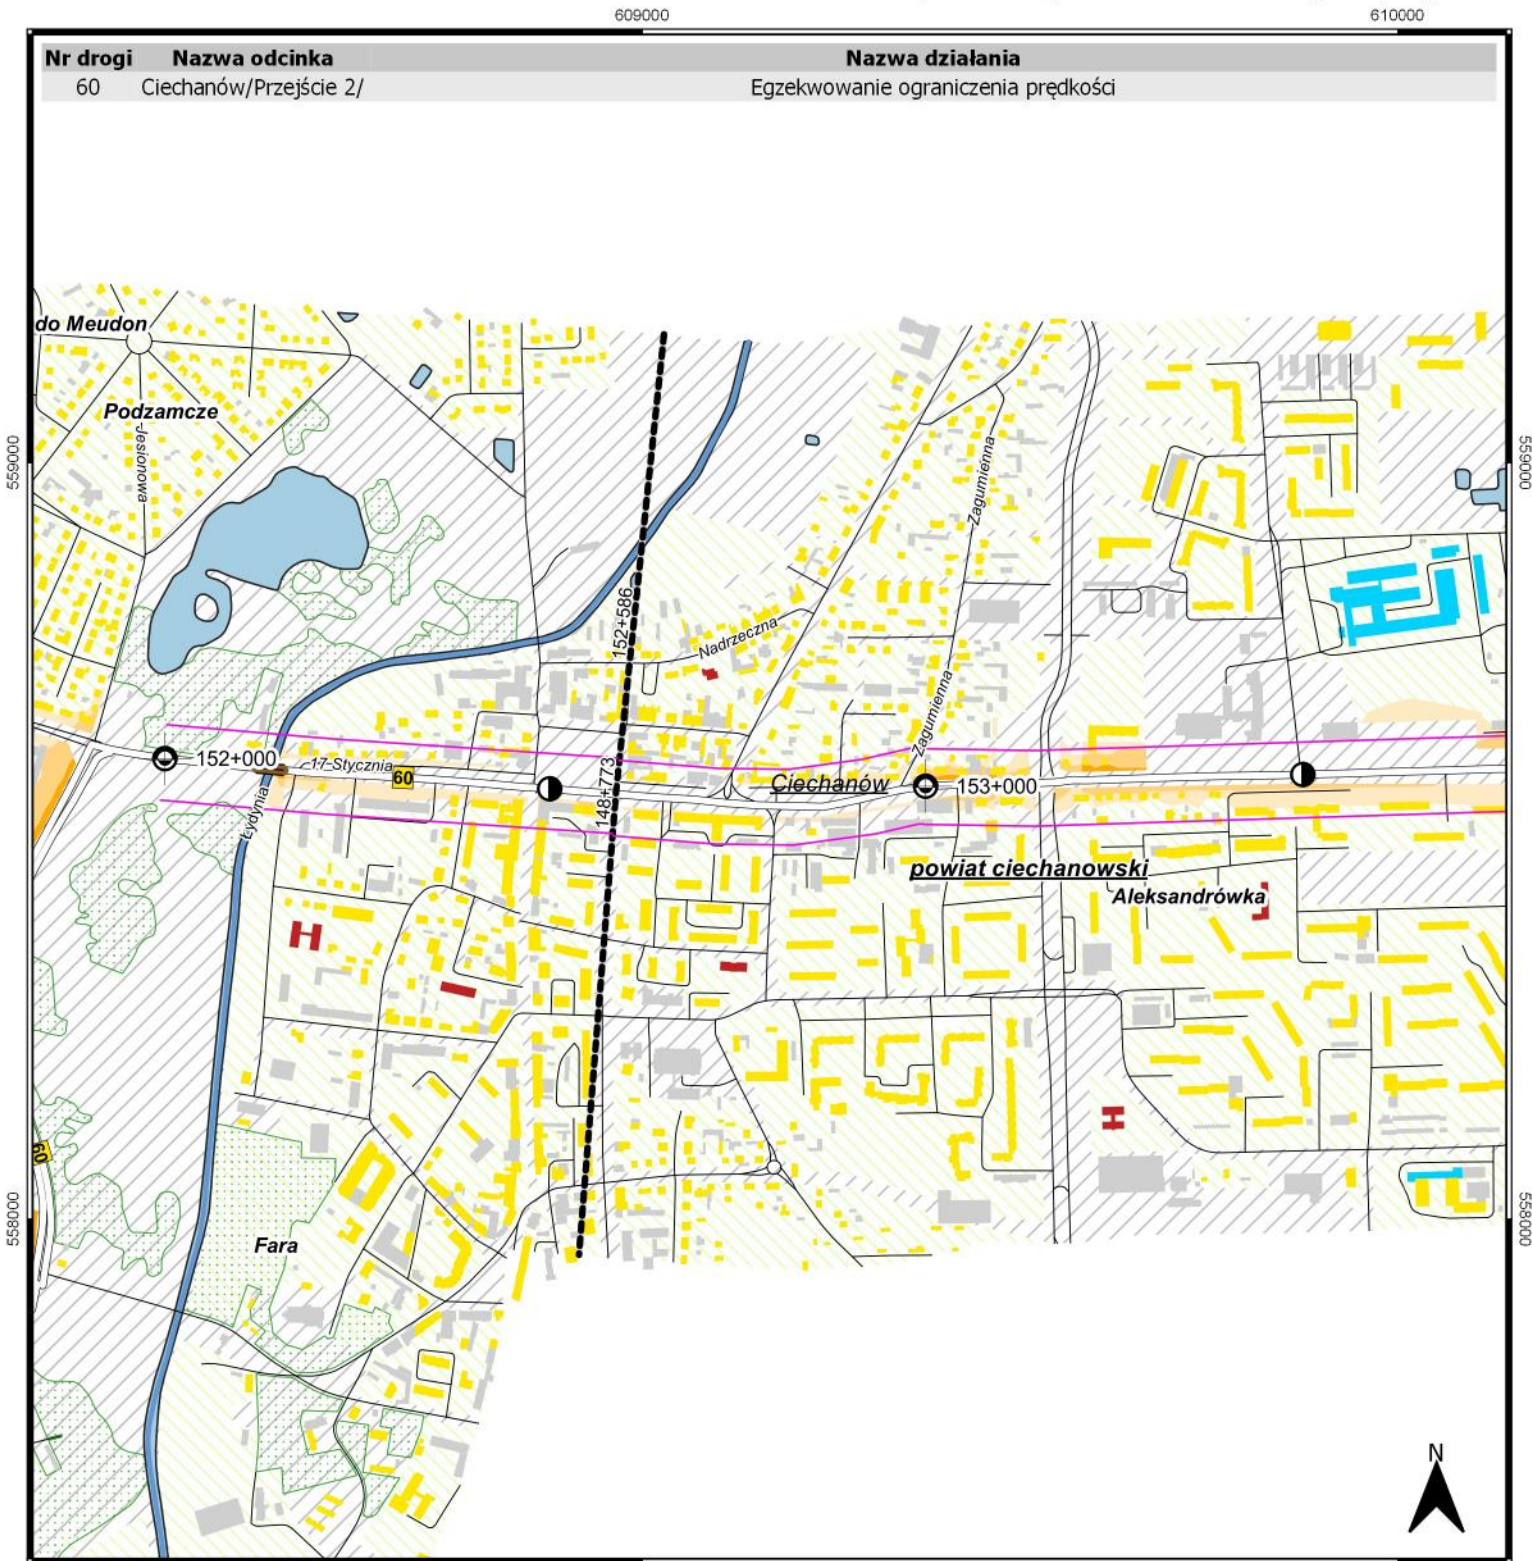 609000 610000
Nr drogi Nazwa odcinka Nazwa działania
60 Ciechanów/Przejście 2/ Egzekwowanie ograniczenia prędkości
do Meudon
Podzamcze
Jesionowa
559000
559000
Zagumienna
152+586
Nadrzeczna
Zagumienna
152+000
17 Stycznia
60
Ciechanów
153+000
148+773
Łydynia
powiat ciechanowski
Aleksandrówka
60
558000
558000
Fara
N